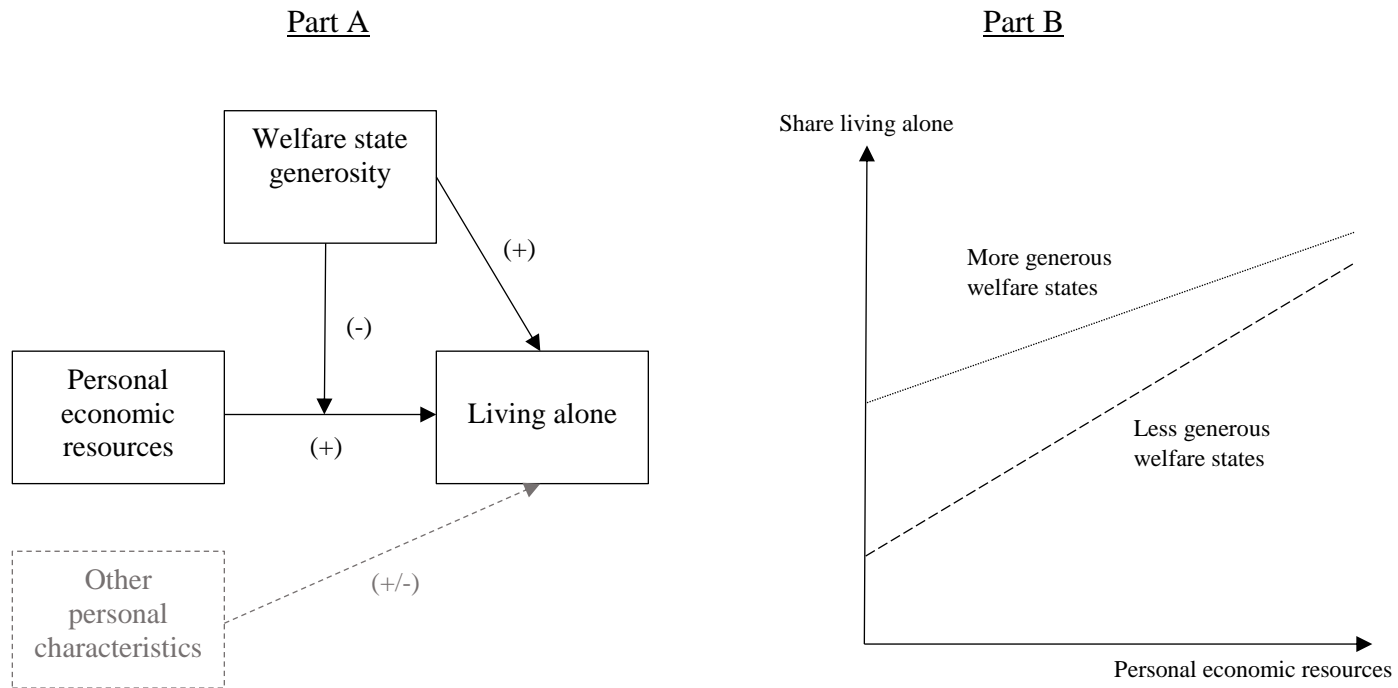 Part A
Welfare state
generosity
(+)
(-)
Personal
economic
resources
(+)
Living alone
Other
personal
characteristics
(+/-)
Part B
Share living alone
More generous
welfare states
Less generous
welfare states
Personal economic resources